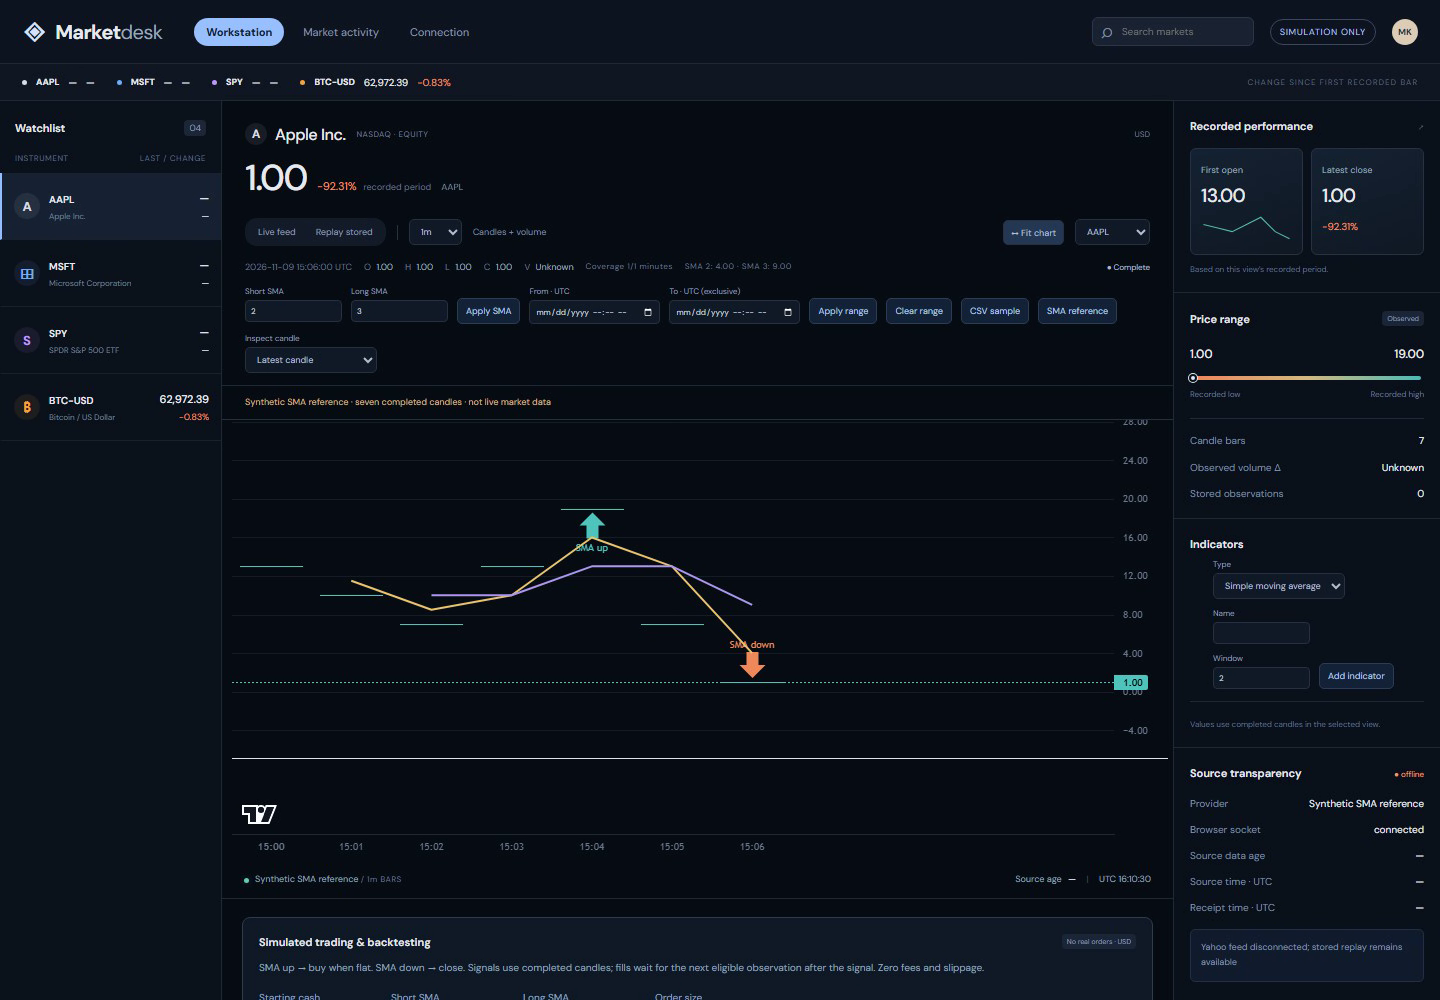 Marketdesk
Workstation
Market activity
Connection
Search markets
SIMULATION ONLY
MK
AAPL — —
MSFT — —
SPY — —
BTC-USD 62,972.39 -0.83%
CHANGE SINCE FIRST RECORDED BAR
Watchlist 04
INSTRUMENT LAST / CHANGE
A AAPL —
Apple Inc. —
MSFT —
Microsoft Corporation —
S SPY —
SPDR S&P 500 ETF —
₿ BTC-USD 62,972.39
Bitcoin / US Dollar -0.83%
A Apple Inc. NASDAQ · EQUITY USD
1.00 -92.31% recorded period AAPL
Live feed Replay stored 1m Candles + volume ↔ Fit chart AAPL
2026-11-09 15:06:00 UTC O 1.00 H 1.00 L 1.00 C 1.00 V Unknown Coverage 1/1 minutes SMA 2: 4.00 · SMA 3: 9.00 • Complete
Short SMA Long SMA From · UTC To · UTC (exclusive)
2 3 Apply SMA mm/dd/yyyy --:-- -- mm/dd/yyyy --:-- -- Apply range Clear range CSV sample SMA reference
Inspect candle
Latest candle
Synthetic SMA reference · seven completed candles · not live market data
28.00
24.00
20.00
16.00
SMA up
12.00
8.00
SMA down
4.00
1.00
0.00
-4.00
15:00 15:01 15:02 15:03 15:04 15:05 15:06
Synthetic SMA reference / 1m BARS Source age — | UTC 16:10:30
Simulated trading & backtesting No real orders · USD
SMA up → buy when flat. SMA down → close. Signals use completed candles; fills wait for the next eligible observation after the signal. Zero fees and slippage.
Starting cash Short SMA Long SMA Order size
Recorded performance
First open Latest close
13.00 1.00
-92.31%
Based on this view's recorded period.
Price range Observed
1.00 19.00
Recorded low Recorded high
Candle bars 7
Observed volume Δ Unknown
Stored observations 0
Indicators
Type
Simple moving average
Name
Window
2 Add indicator
Values use completed candles in the selected view.
Source transparency • offline
Provider Synthetic SMA reference
Browser socket connected
Source data age —
Source time · UTC —
Receipt time · UTC —
Yahoo feed disconnected; stored replay remains
available